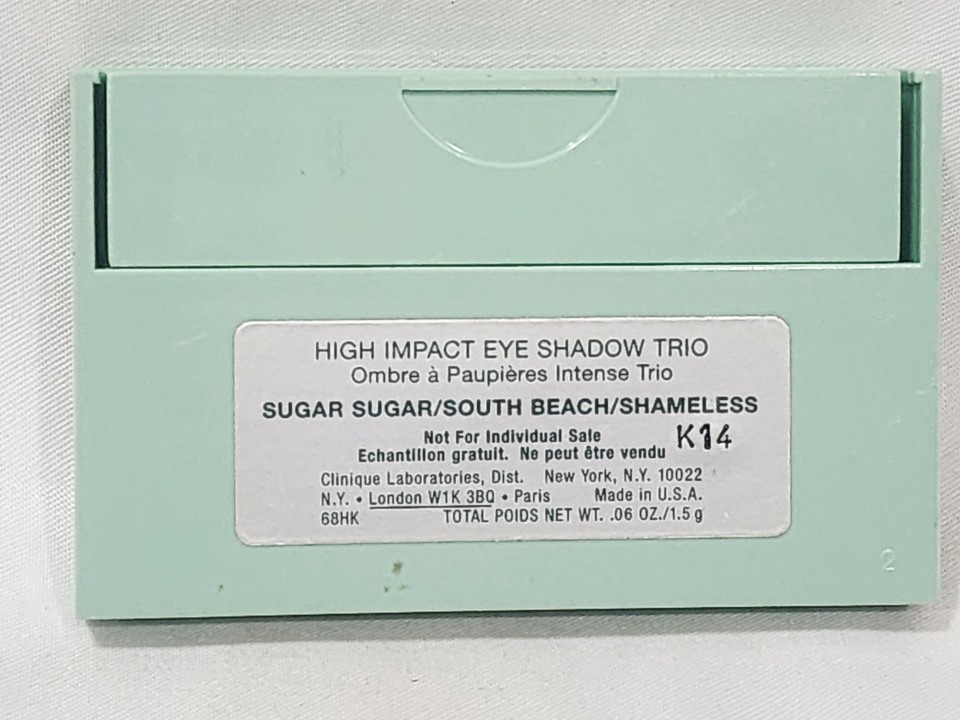 HIGH IMPACT EYE SHADOW TRIO
Ombre à Paupières Intense Trio
SUGAR SUGAR/SOUTH BEACH/SHAMELESS
Not For Individual Sale
Echantillon gratuit. Ne peut être vendu K14
Clinique Laboratories, Dist. New York, N.Y. 10022
N.Y. • London W1K 3BQ • Paris Made in U.S.A.
68HK TOTAL POIDS NET WT. .06 OZ./1.5 g
2